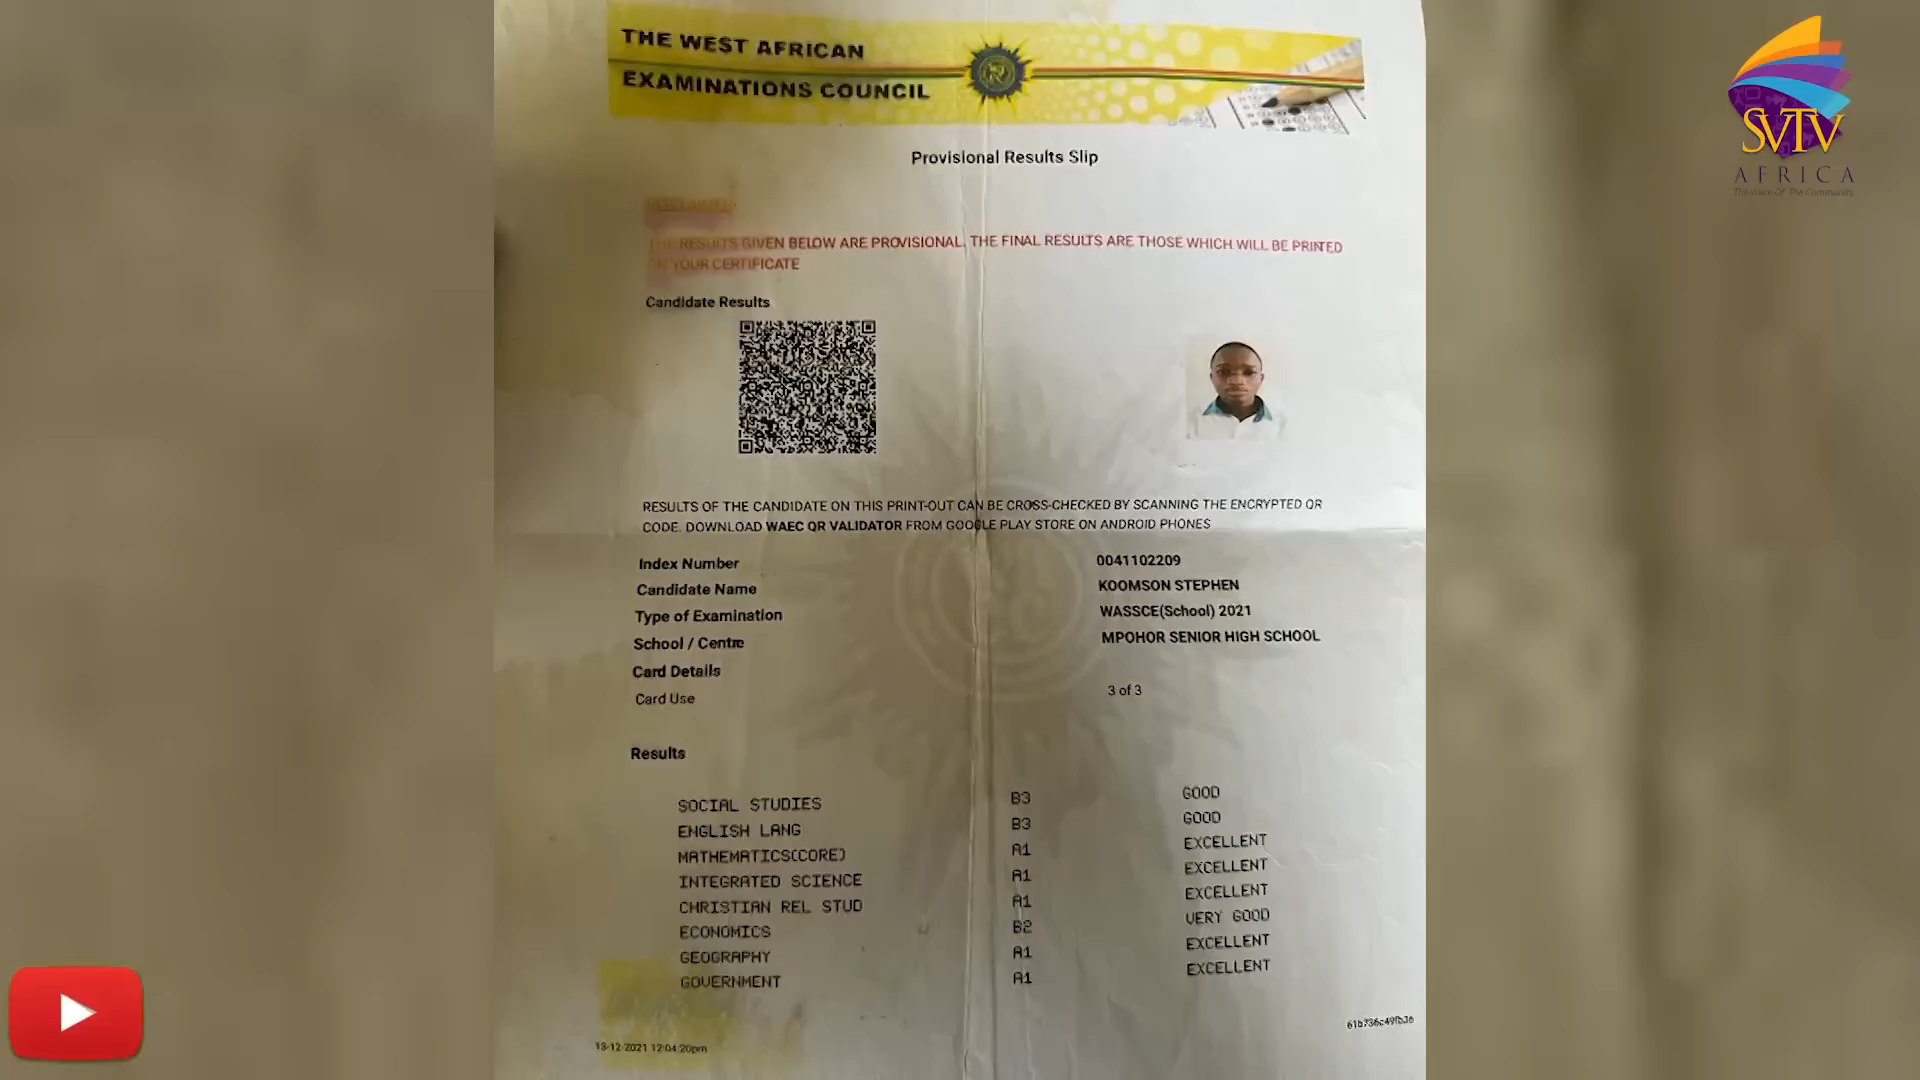 THE WEST AFRICAN
EXAMINATIONS COUNCIL
SVTV
AFRICA
The Voice Of The Community
Provisional Results Slip
DISCLAIMER
THE RESULTS GIVEN BELOW ARE PROVISIONAL. THE FINAL RESULTS ARE THOSE WHICH WILL BE PRINTED
ON YOUR CERTIFICATE
Candidate Results
RESULTS OF THE CANDIDATE ON THIS PRINT-OUT CAN BE CROSS-CHECKED BY SCANNING THE ENCRYPTED QR
CODE. DOWNLOAD WAEC QR VALIDATOR FROM GOOGLE PLAY STORE ON ANDROID PHONES
Index Number 0041102209
Candidate Name KOOMSON STEPHEN
Type of Examination WASSCE(School) 2021
School / Centre MPOHOR SENIOR HIGH SCHOOL
Card Details
Card Use 3 of 3
Results
SOCIAL STUDIES B3 GOOD
ENGLISH LANG B3 GOOD
MATHEMATICS(CORE) A1 EXCELLENT
INTEGRATED SCIENCE A1 EXCELLENT
CHRISTIAN REL STUD A1 EXCELLENT
ECONOMICS B2 VERY GOOD
GEOGRAPHY A1 EXCELLENT
GOVERNMENT A1 EXCELLENT
13-12-2021 12:04:20pm